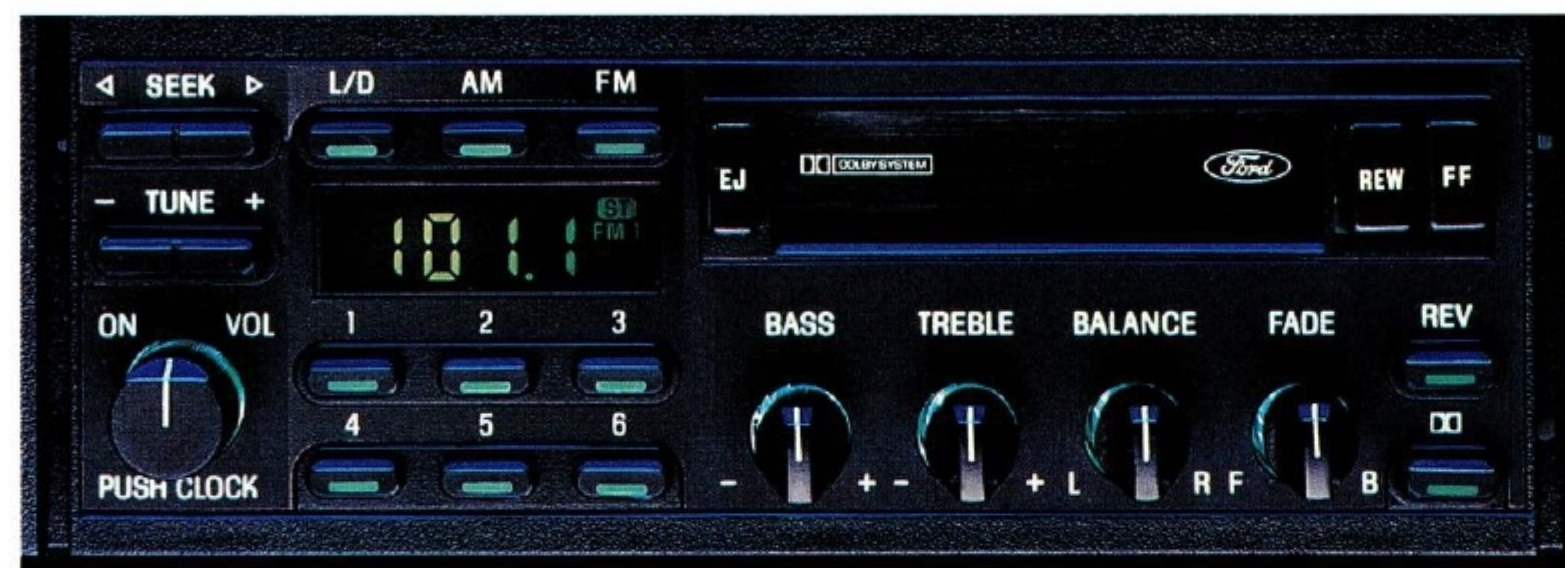 ◁ SEEK ▷
L/D AM FM
− TUNE +
101.1
ST
FM 1
ON VOL
1 2 3
4 5 6
PUSH CLOCK
EJ
DOLBY SYSTEM
Ford
REW FF
BASS TREBLE BALANCE FADE
− + − + L R F B
REV